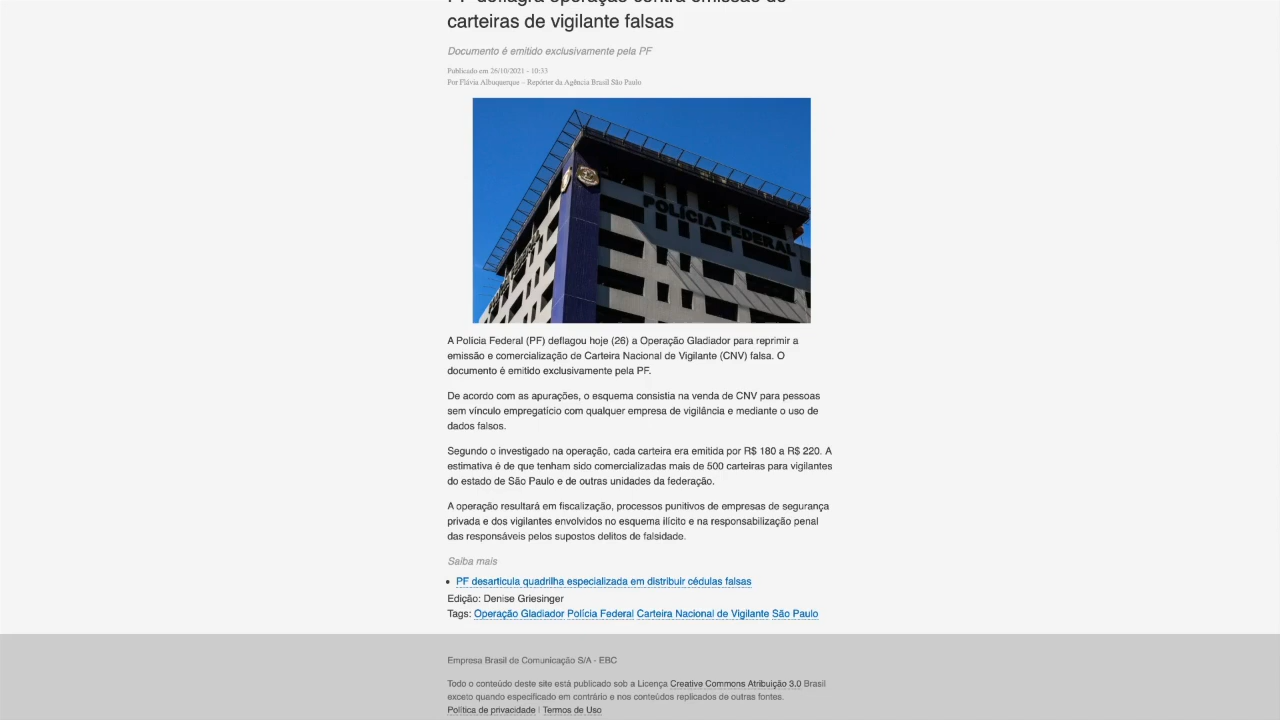 carteiras de vigilante falsas
Documento é emitido exclusivamente pela PF
Publicado em 26/10/2021 - 10:33
Por Flávia Albuquerque – Repórter da Agência Brasil São Paulo
POLÍCIA FEDERAL
A Polícia Federal (PF) deflagou hoje (26) a Operação Gladiador para reprimir a
emissão e comercialização de Carteira Nacional de Vigilante (CNV) falsa. O
documento é emitido exclusivamente pela PF.
De acordo com as apurações, o esquema consistia na venda de CNV para pessoas
sem vínculo empregatício com qualquer empresa de vigilância e mediante o uso de
dados falsos.
Segundo o investigado na operação, cada carteira era emitida por R$ 180 a R$ 220. A
estimativa é de que tenham sido comercializadas mais de 500 carteiras para vigilantes
do estado de São Paulo e de outras unidades da federação.
A operação resultará em fiscalização, processos punitivos de empresas de segurança
privada e dos vigilantes envolvidos no esquema ilícito e na responsabilização penal
das responsáveis pelos supostos delitos de falsidade.
Saiba mais
PF desarticula quadrilha especializada em distribuir cédulas falsas
Edição: Denise Griesinger
Tags: Operação Gladiador Polícia Federal Carteira Nacional de Vigilante São Paulo
Empresa Brasil de Comunicação S/A - EBC
Todo o conteúdo deste site está publicado sob a Licença Creative Commons Atribuição 3.0 Brasil
exceto quando especificado em contrário e nos conteúdos replicados de outras fontes.
Política de privacidade | Termos de Uso